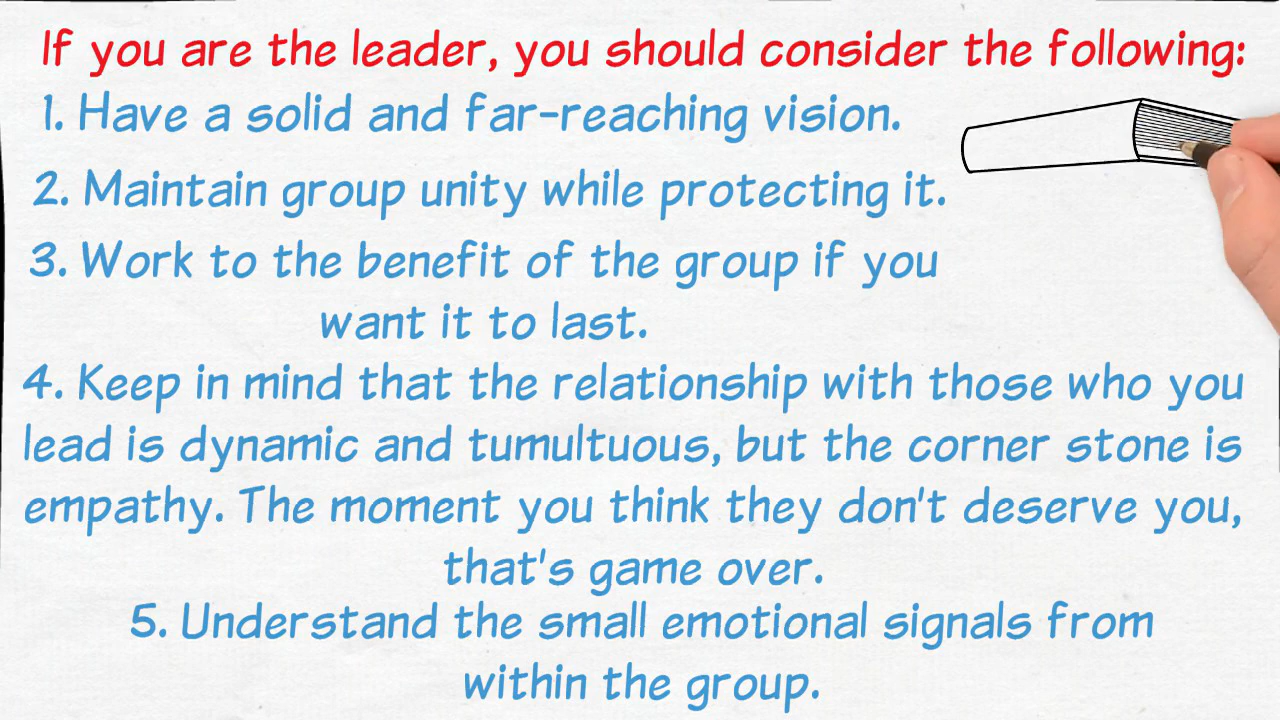 If you are the leader, you should consider the following:
1. Have a solid and far-reaching vision.
2. Maintain group unity while protecting it.
3. Work to the benefit of the group if you
want it to last.
4. Keep in mind that the relationship with those who you
lead is dynamic and tumultuous, but the corner stone is
empathy. The moment you think they don't deserve you,
that's game over.
5. Understand the small emotional signals from
within the group.